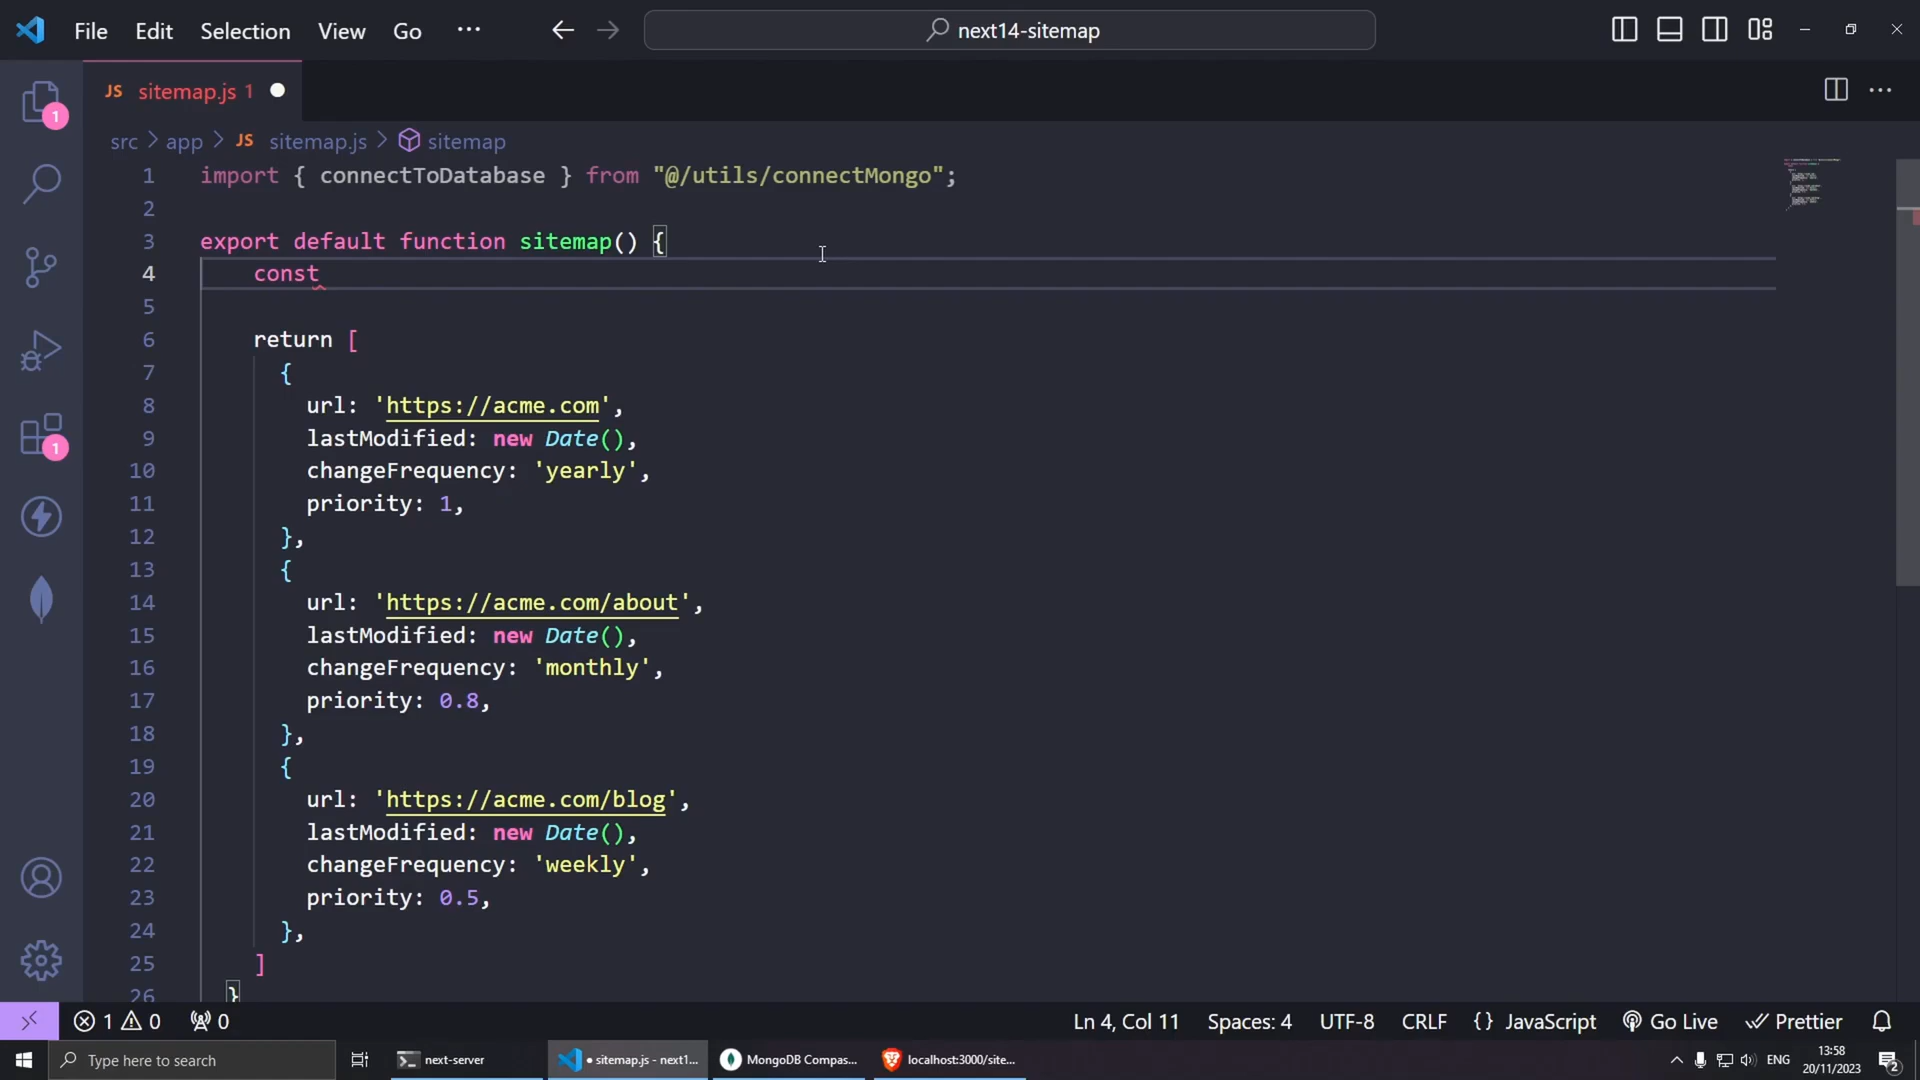 File Edit Selection View Go ··· next14-sitemap
JS sitemap.js 1
src > app > JS sitemap.js > sitemap
1 import { connectToDatabase } from "@/utils/connectMongo";
2
3 export default function sitemap() {
4 const
5
6 return [
7 {
8 url: 'https://acme.com',
9 lastModified: new Date(),
10 changeFrequency: 'yearly',
11 priority: 1,
12 },
13 {
14 url: 'https://acme.com/about',
15 lastModified: new Date(),
16 changeFrequency: 'monthly',
17 priority: 0.8,
18 },
19 {
20 url: 'https://acme.com/blog',
21 lastModified: new Date(),
22 changeFrequency: 'weekly',
23 priority: 0.5,
24 },
25 ]
26 }
1
1
1 0 0 Ln 4, Col 11 Spaces: 4 UTF-8 CRLF {} JavaScript Go Live Prettier
Type here to search next-server • sitemap.js - next1... MongoDB Compas... localhost:3000/site... ENG 13:58
20/11/2023 2